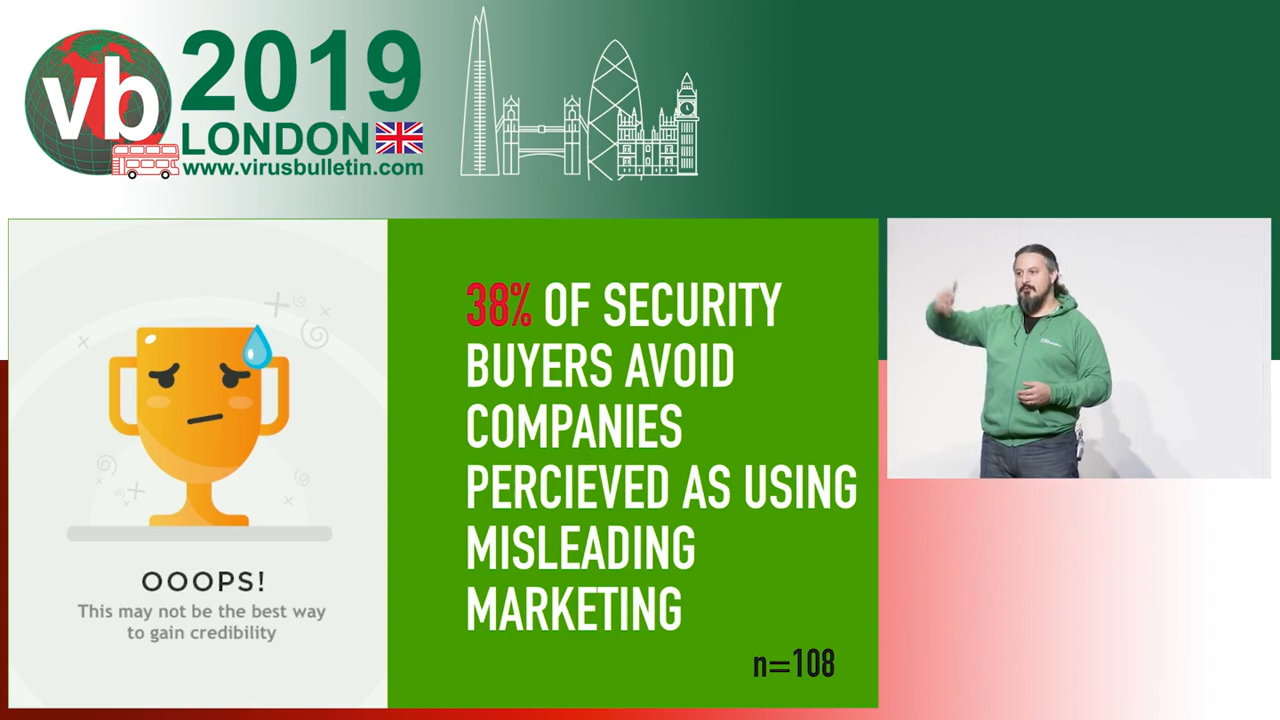 vb
2019
LONDON
www.virusbulletin.com
38% OF SECURITY
BUYERS AVOID
COMPANIES
PERCIEVED AS USING
MISLEADING
MARKETING
n=108
OOOPS!
This may not be the best way
to gain credibility